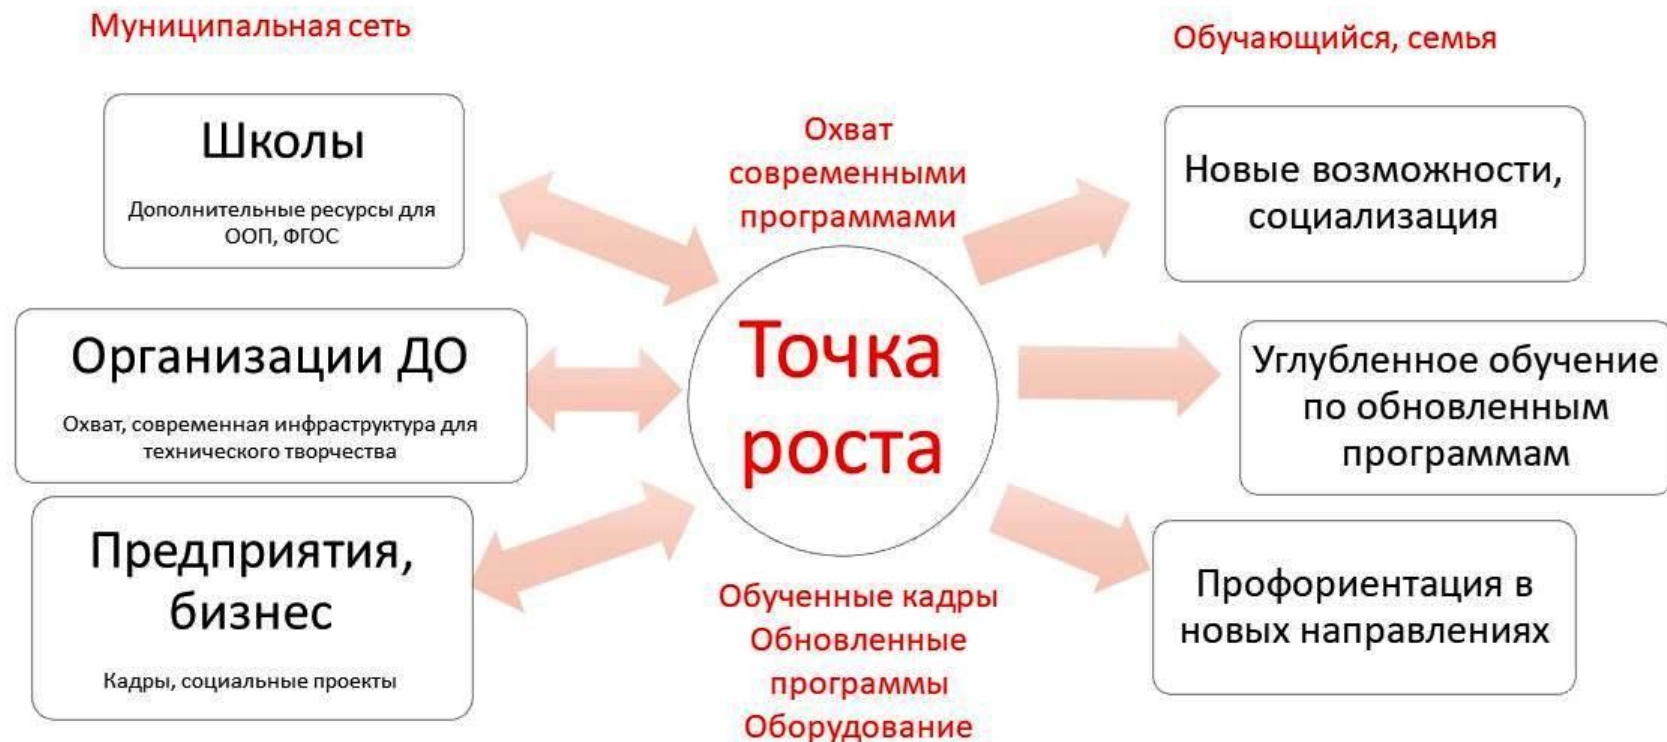 Муниципальная сеть
Школы
Дополнительные ресурсы для
ООП, ФГОС
Организации ДО
Охват, современная инфраструктура для
технического творчества
Предприятия,
бизнес
Кадры, социальные проекты
Охват
современными
программами
Точка
роста
Обученные кадры
Обновленные
программы
Оборудование
Обучающийся, семья
Новые возможности,
социализация
Углубленное обучение
по обновленным
программам
Профориентация в
новых направлениях